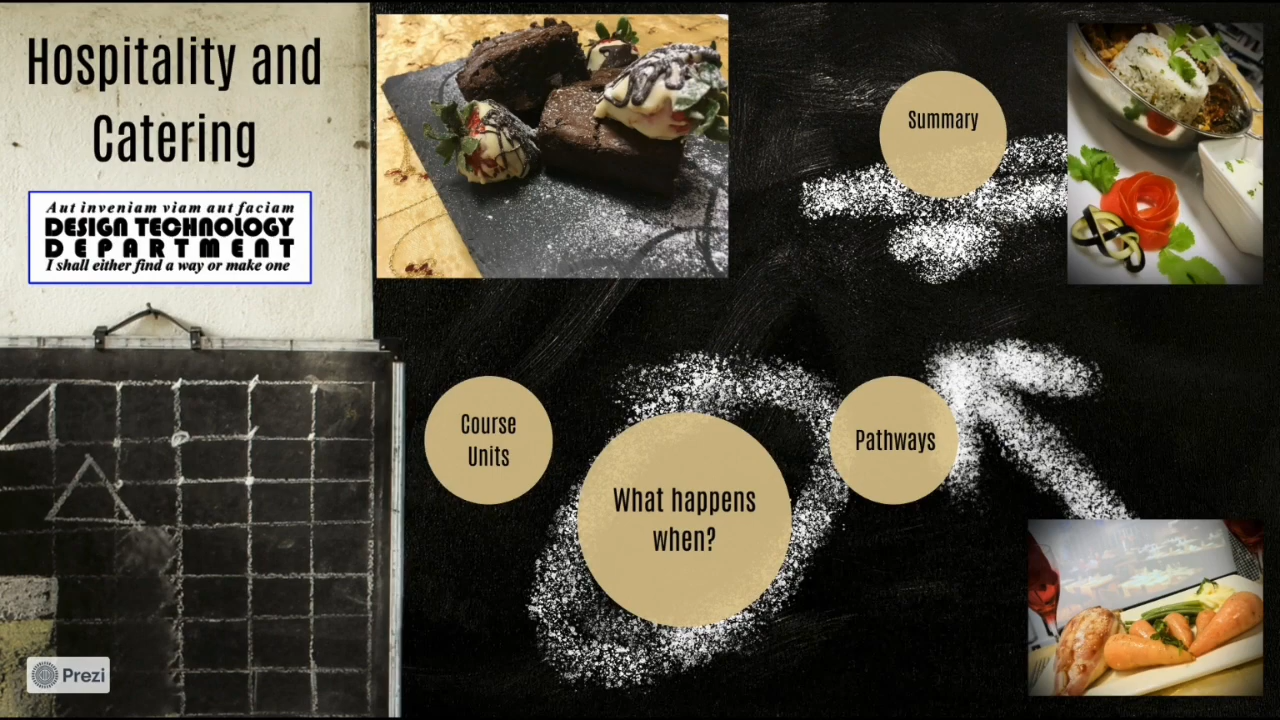 Hospitality and
Catering
Aut inveniam viam aut faciam
DESIGN TECHNOLOGY
DEPARTMENT
I shall either find a way or make one
Summary
Course
Units
What happens
when?
Pathways
Prezi